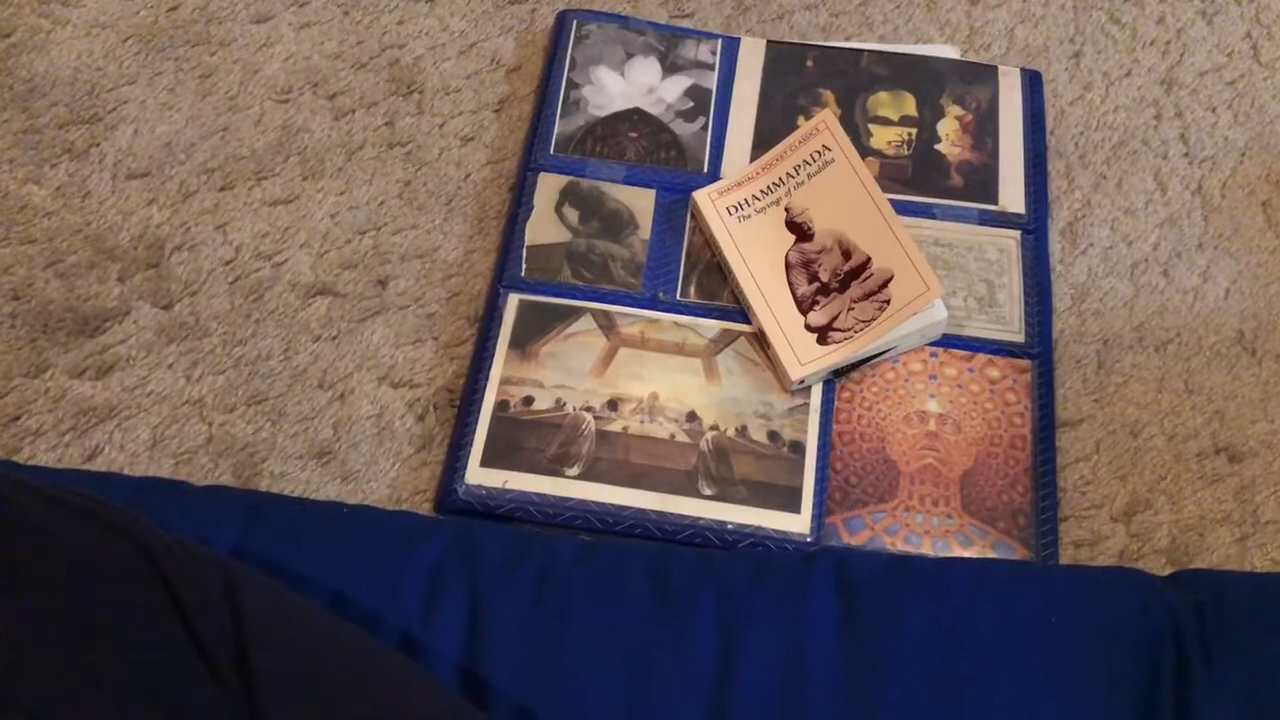 SHAMBHALA POCKET CLASSICS
DHAMMAPADA
The Sayings of the Buddha